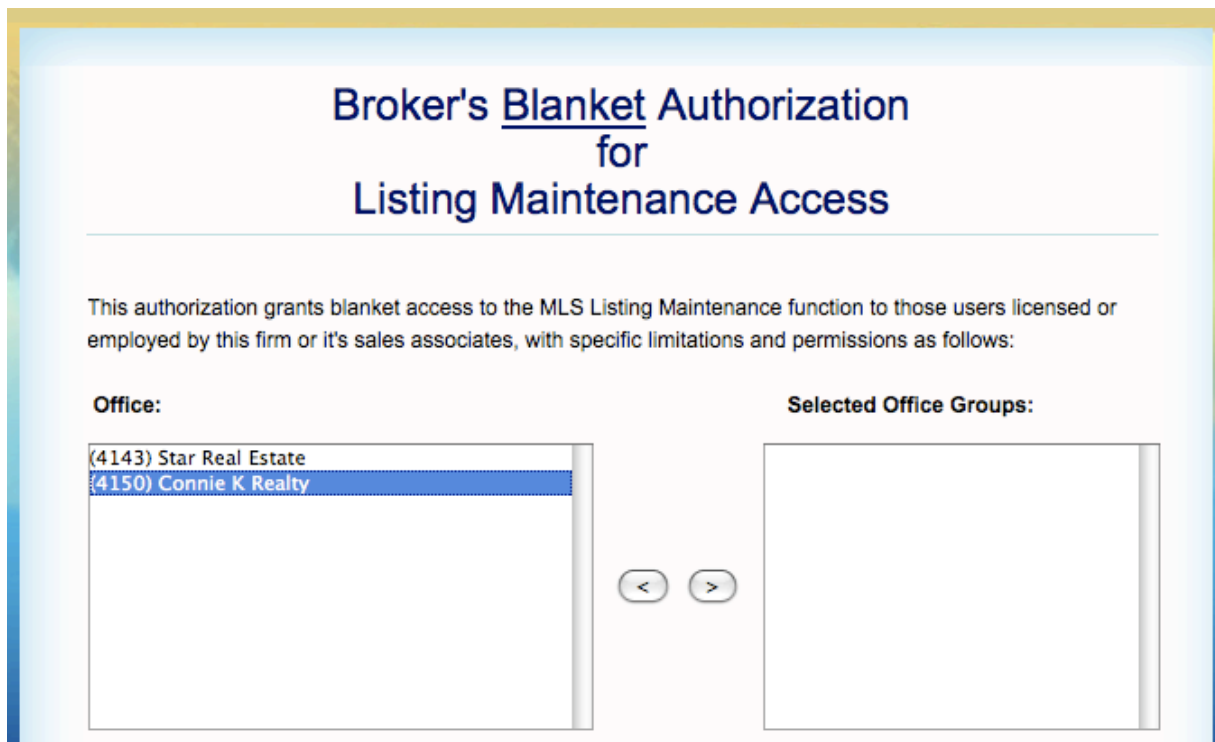 Broker's Blanket Authorization
for
Listing Maintenance Access
This authorization grants blanket access to the MLS Listing Maintenance function to those users licensed or
employed by this firm or it's sales associates, with specific limitations and permissions as follows:
Office:
Selected Office Groups:
(4143) Star Real Estate
(4150) Connie K Realty
< >